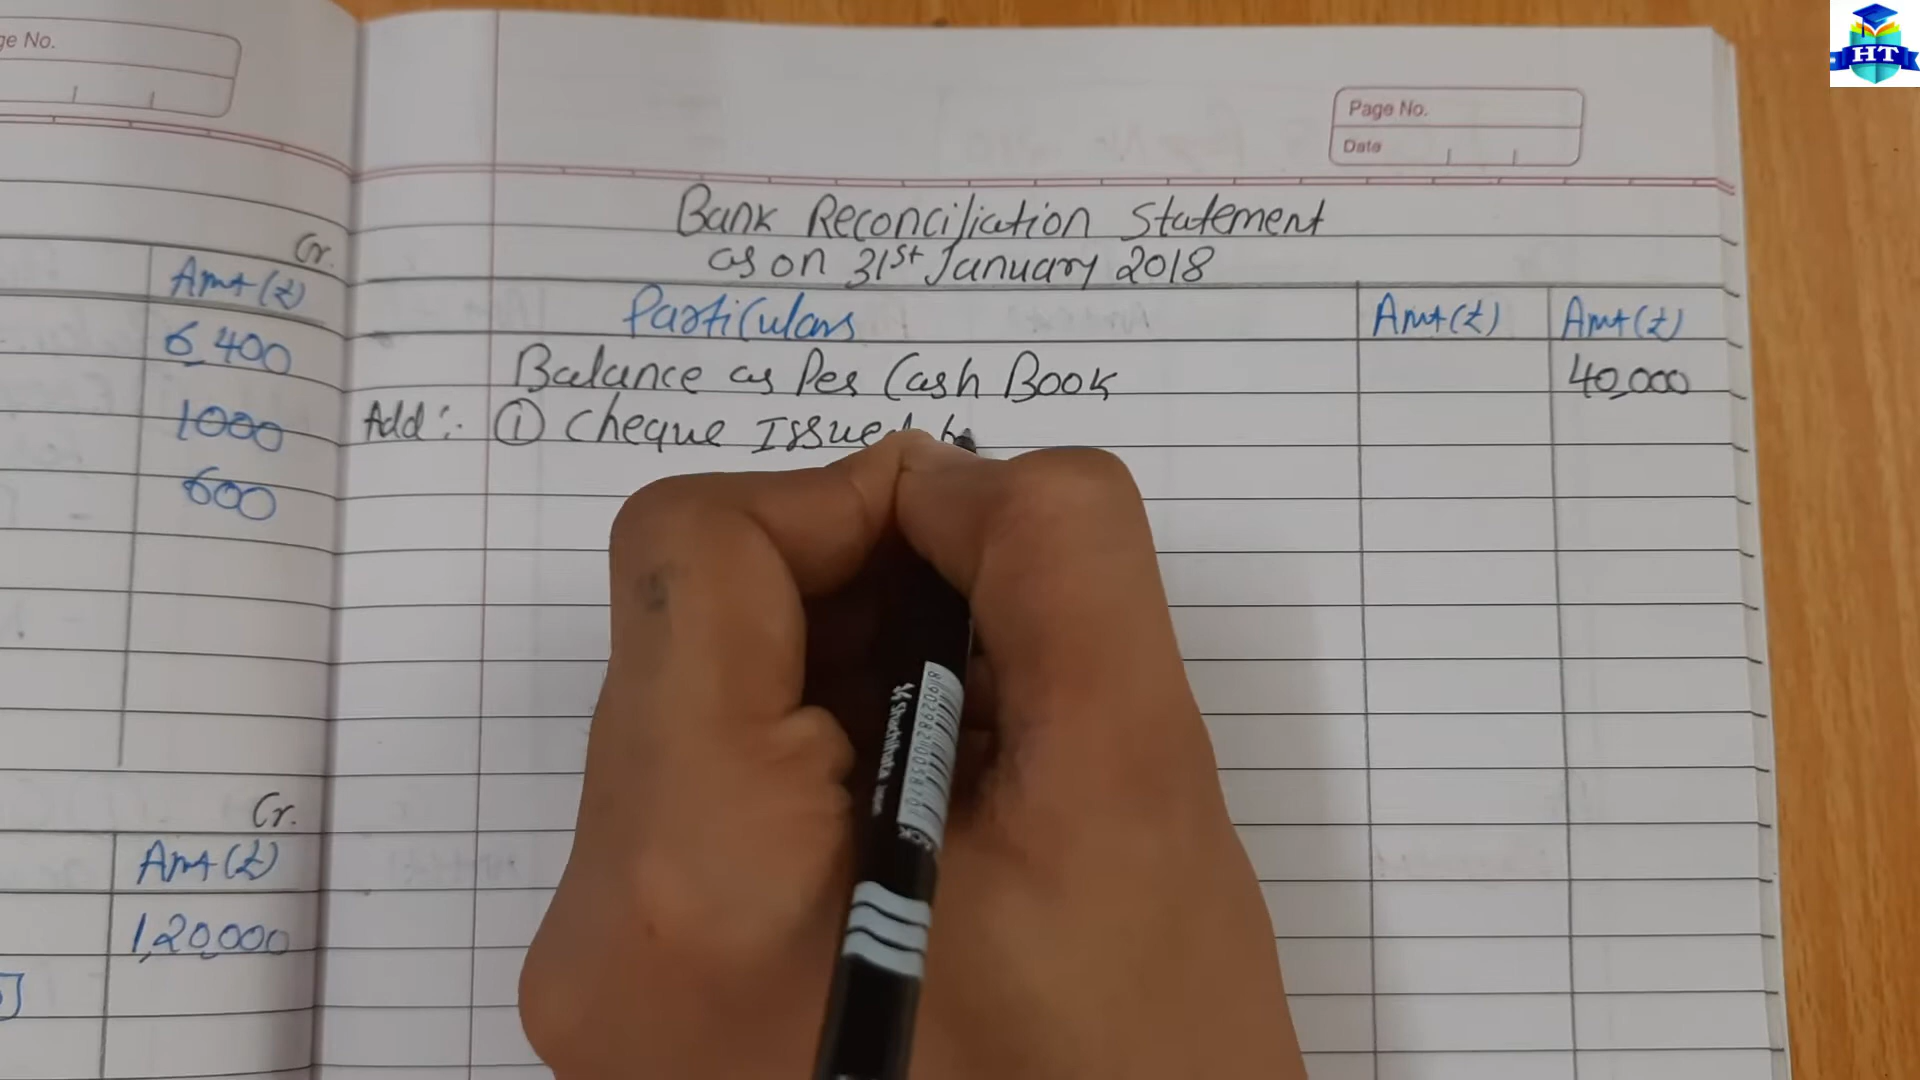 ge No.
Cr.
Amt(₹)
6,400
1000
600
Cr.
Amt(₹)
1,20,000
HT
Page No.
Date
Bank Reconciliation Statement
as on 31st January 2018
Particulars Amt(₹) Amt(₹)
Balance as Per Cash Book 40,000
Add:- ① Cheque Issued
Shachihata